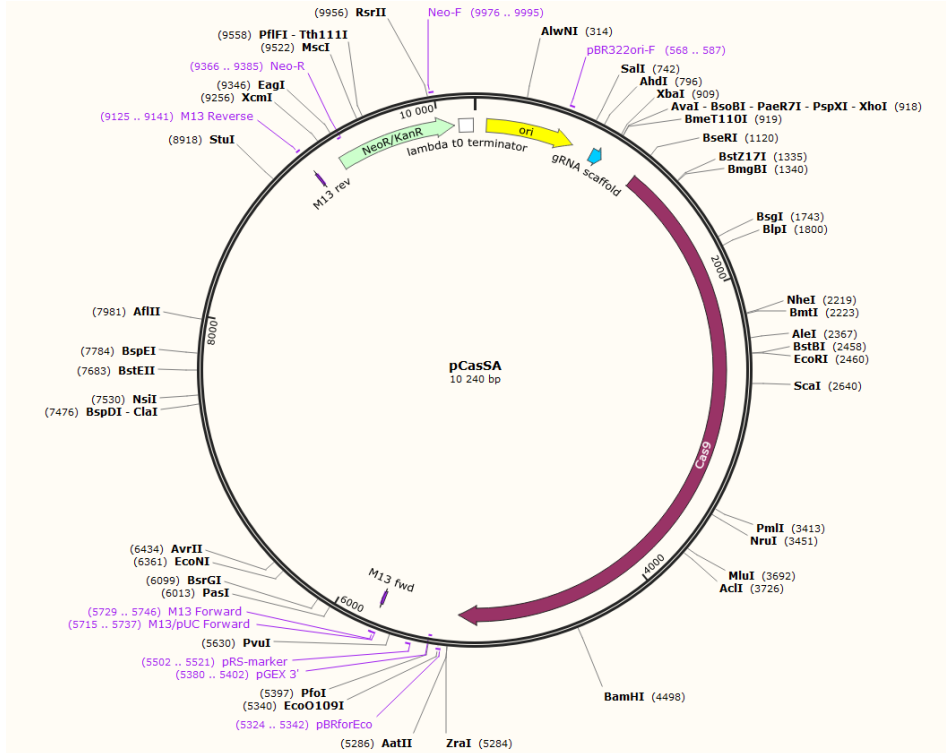 (9956) RsrII
Neo-F (9976 .. 9995)
(9558) PflFI - Tth111I
(9522) MscI
(9366 .. 9385) Neo-R
(9346) EagI
(9256) XcmI
(9125 .. 9141) M13 Reverse
(8918) StuI
AlwNI (314)
pBR322ori-F (568 .. 587)
SalI (742)
AhdI (796)
XbaI (909)
AvaI - BsoBI - PaeR7I - PspXI - XhoI (918)
BmeT110I (919)
BseRI (1120)
BstZ17I (1335)
BmgBI (1340)
BsgI (1743)
BlpI (1800)
NheI (2219)
BmtI (2223)
AleI (2367)
BstBI (2458)
EcoRI (2460)
ScaI (2640)
PmlI (3413)
NruI (3451)
MluI (3692)
AclI (3726)
BamHI (4498)
ZraI (5284)
(5286) AatII
(5324 .. 5342) pBRforEco
(5340) EcoO109I
(5397) PfoI
(5380 .. 5402) pGEX 3'
(5502 .. 5521) pRS-marker
(5630) PvuI
(5715 .. 5737) M13/pUC Forward
(5729 .. 5746) M13 Forward
(6013) PasI
(6099) BsrGI
(6361) EcoNI
(6434) AvrII
(7476) BspDI - ClaI
(7530) NsiI
(7683) BstEII
(7784) BspEI
(7981) AflII
10 000
2000
4000
6000
8000
NeoR/KanR
lambda t0 terminator
ori
gRNA scaffold
M13 rev
M13 fwd
Cas9
pCasSA
10 240 bp